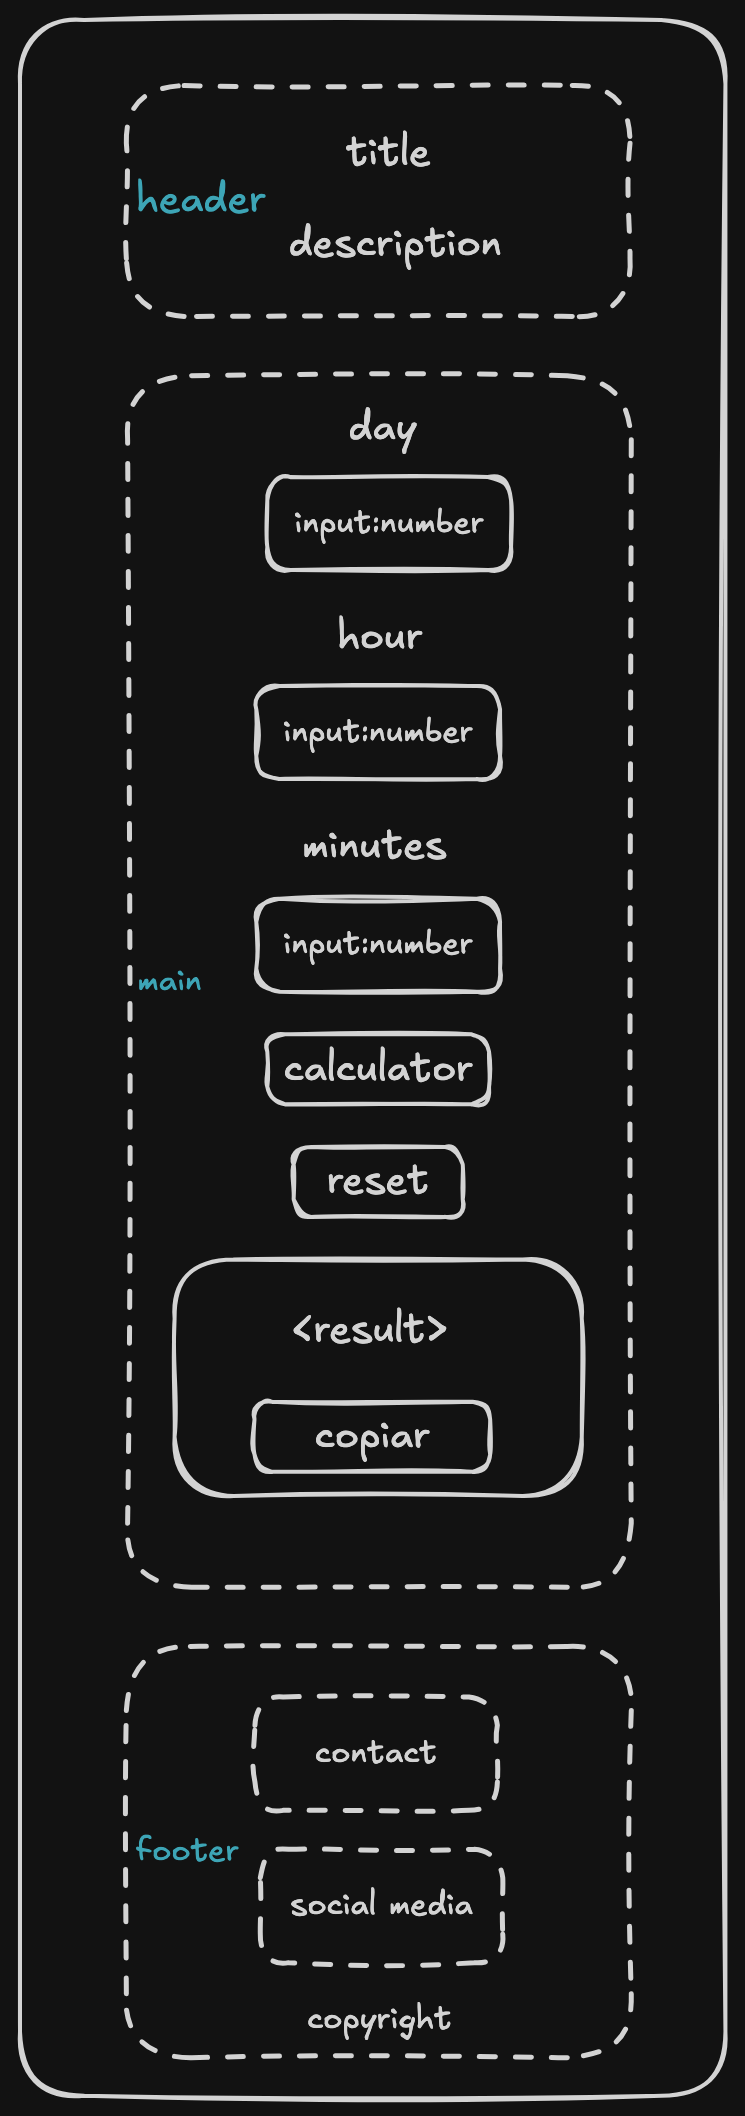 title
header
description
day
input:number
hour
input:number
minutes
input:number
main
calculator
reset
<result>
copiar
contact
footer
social media
copyright